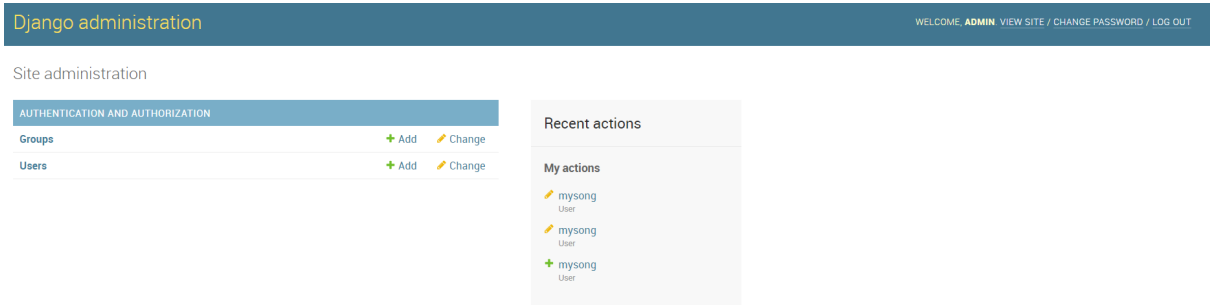 Django administration
WELCOME, ADMIN. VIEW SITE / CHANGE PASSWORD / LOG OUT
Site administration
AUTHENTICATION AND AUTHORIZATION
Groups Add Change
Users Add Change
Recent actions
My actions
mysong
User
mysong
User
mysong
User